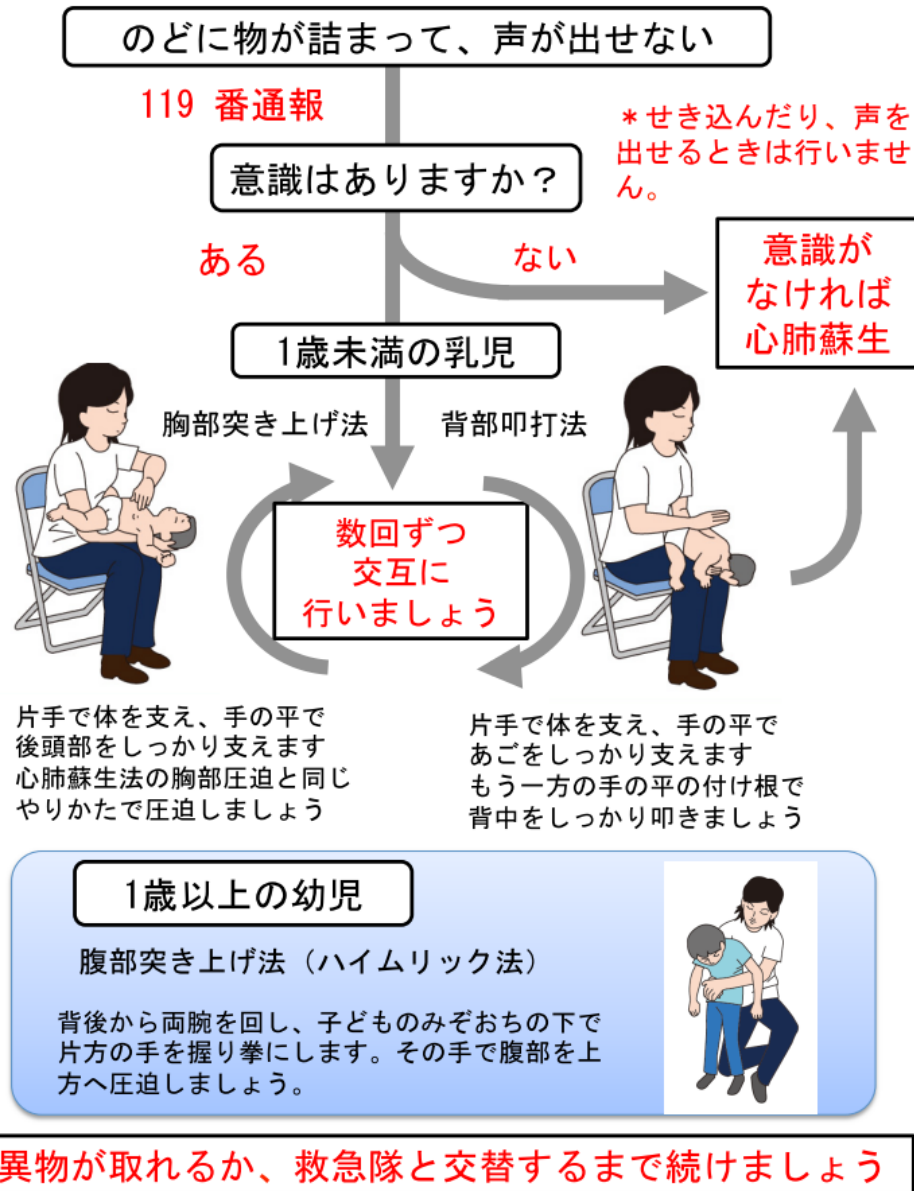 のどに物が詰まって、声が出せない
119 番通報
*せき込んだり、声を
出せるときは行いませ
ん。
意識はありますか?
ある
ない
意識が
なければ
心肺蘇生
1歳未満の乳児
胸部突き上げ法
背部叩打法
数回ずつ
交互に
行いましょう
片手で体を支え、手の平で
後頭部をしっかり支えます
心肺蘇生法の胸部圧迫と同じ
やりかたで圧迫しましょう
片手で体を支え、手の平で
あごをしっかり支えます
もう一方の手の平の付け根で
背中をしっかり叩きましょう
1歳以上の幼児
腹部突き上げ法(ハイムリック法)
背後から両腕を回し、子どものみぞおちの下で
片方の手を握り拳にします。その手で腹部を上
方へ圧迫しましょう。
異物が取れるか、救急隊と交替するまで続けましょう